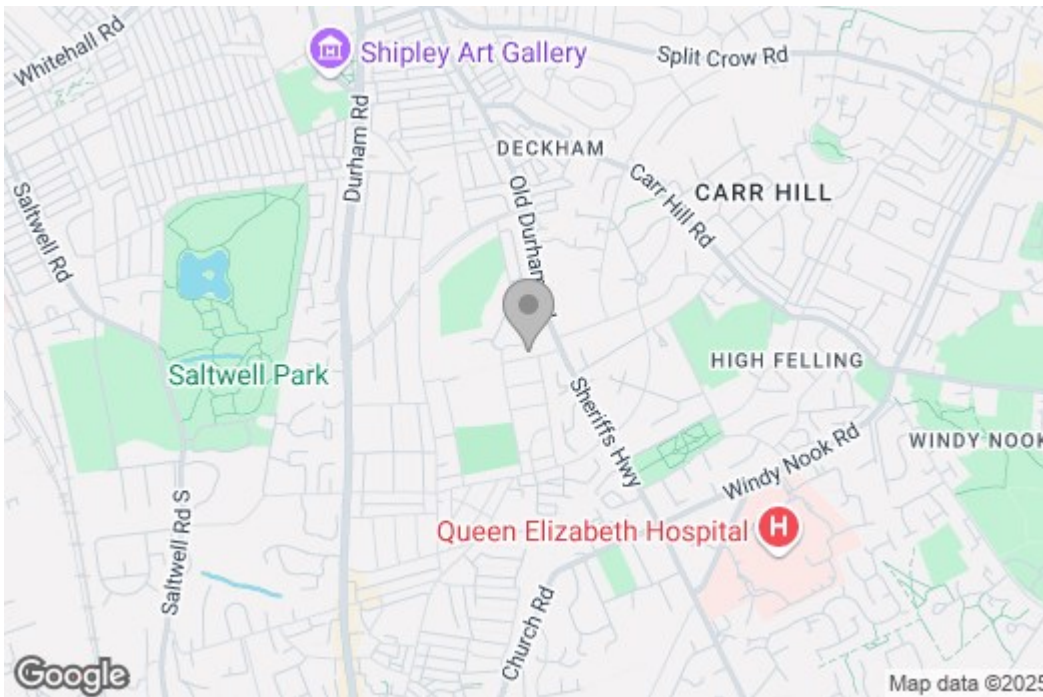 Whitehall Rd
Shipley Art Gallery
Split Crow Rd
Durham Rd
DECKHAM
Carr Hill Rd
CARR HILL
Saltwell Rd
Old Durham
Saltwell Park
HIGH FELLING
Sheriffs Hwy
WINDY NOOK
Windy Nook Rd
Queen Elizabeth Hospital
H
Saltwell Rd S
Church Rd
Google
Map data ©2025